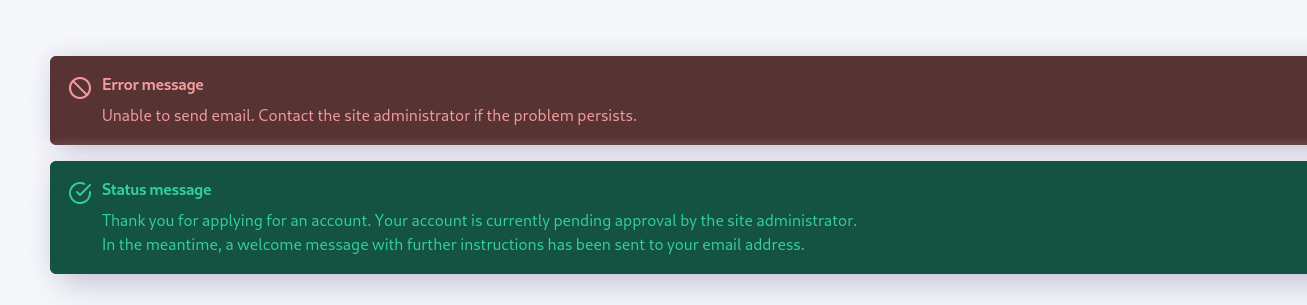 Error message
Unable to send email. Contact the site administrator if the problem persists.
Status message
Thank you for applying for an account. Your account is currently pending approval by the site administrator.
In the meantime, a welcome message with further instructions has been sent to your email address.